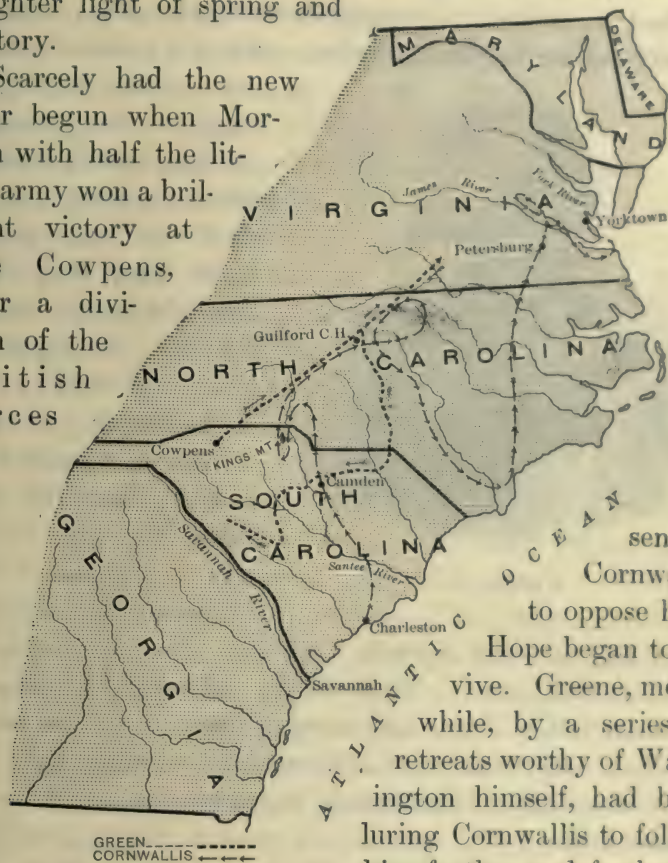 ghter light of spring and
tory.
Scarcely had the new
r begun when Mor-
with half the lit-
army won a bril-
nt victory at
Cowpens,
r a divi-
of the
itish
rces
MARYLAND
DELAWARE
VIRGINIA
James River
York River
Yorktown
Petersburg
Guilford C.H.
NORTH CAROLINA
Cowpens
KINGS MT.
Camden
SOUTH CAROLINA
Santee River
Savannah River
Charleston
Savannah
GEORGIA
ATLANTIC OCEAN
sen
Cornw
to oppose h
Hope began to
vive. Greene, me
while, by a series
retreats worthy of Wa
ington himself, had b
luring Cornwallis to fol
GREEN
CORNWALLIS